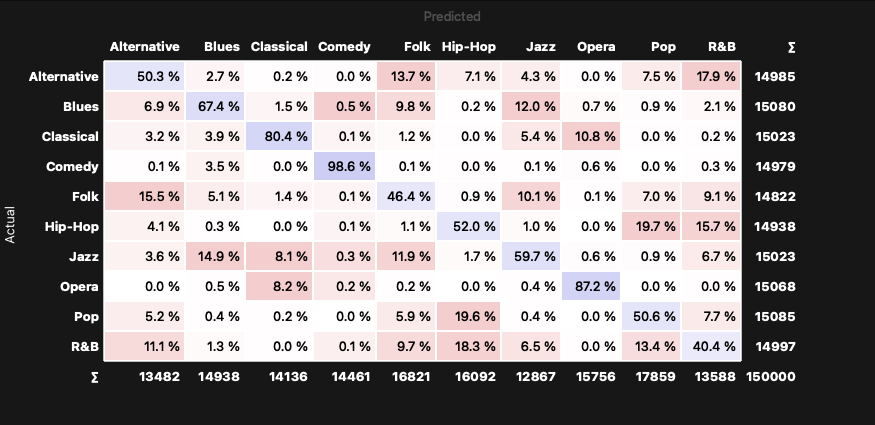 Predicted
Alternative Blues Classical Comedy Folk Hip-Hop Jazz Opera Pop R&B Σ
Alternative 50.3 % 2.7 % 0.2 % 0.0 % 13.7 % 7.1 % 4.3 % 0.0 % 7.5 % 17.9 % 14985
Blues 6.9 % 67.4 % 1.5 % 0.5 % 9.8 % 0.2 % 12.0 % 0.7 % 0.9 % 2.1 % 15080
Classical 3.2 % 3.9 % 80.4 % 0.1 % 1.2 % 0.0 % 5.4 % 10.8 % 0.0 % 0.2 % 15023
Comedy 0.1 % 3.5 % 0.0 % 98.6 % 0.1 % 0.0 % 0.1 % 0.6 % 0.0 % 0.3 % 14979
Folk 15.5 % 5.1 % 1.4 % 0.1 % 46.4 % 0.9 % 10.1 % 0.1 % 7.0 % 9.1 % 14822
Actual
Hip-Hop 4.1 % 0.3 % 0.0 % 0.1 % 1.1 % 52.0 % 1.0 % 0.0 % 19.7 % 15.7 % 14938
Jazz 3.6 % 14.9 % 8.1 % 0.3 % 11.9 % 1.7 % 59.7 % 0.6 % 0.9 % 6.7 % 15023
Opera 0.0 % 0.5 % 8.2 % 0.2 % 0.2 % 0.0 % 0.4 % 87.2 % 0.0 % 0.0 % 15068
Pop 5.2 % 0.4 % 0.2 % 0.0 % 5.9 % 19.6 % 0.4 % 0.0 % 50.6 % 7.7 % 15085
R&B 11.1 % 1.3 % 0.0 % 0.1 % 9.7 % 18.3 % 6.5 % 0.0 % 13.4 % 40.4 % 14997
Σ 13482 14938 14136 14461 16821 16092 12867 15756 17859 13588 150000